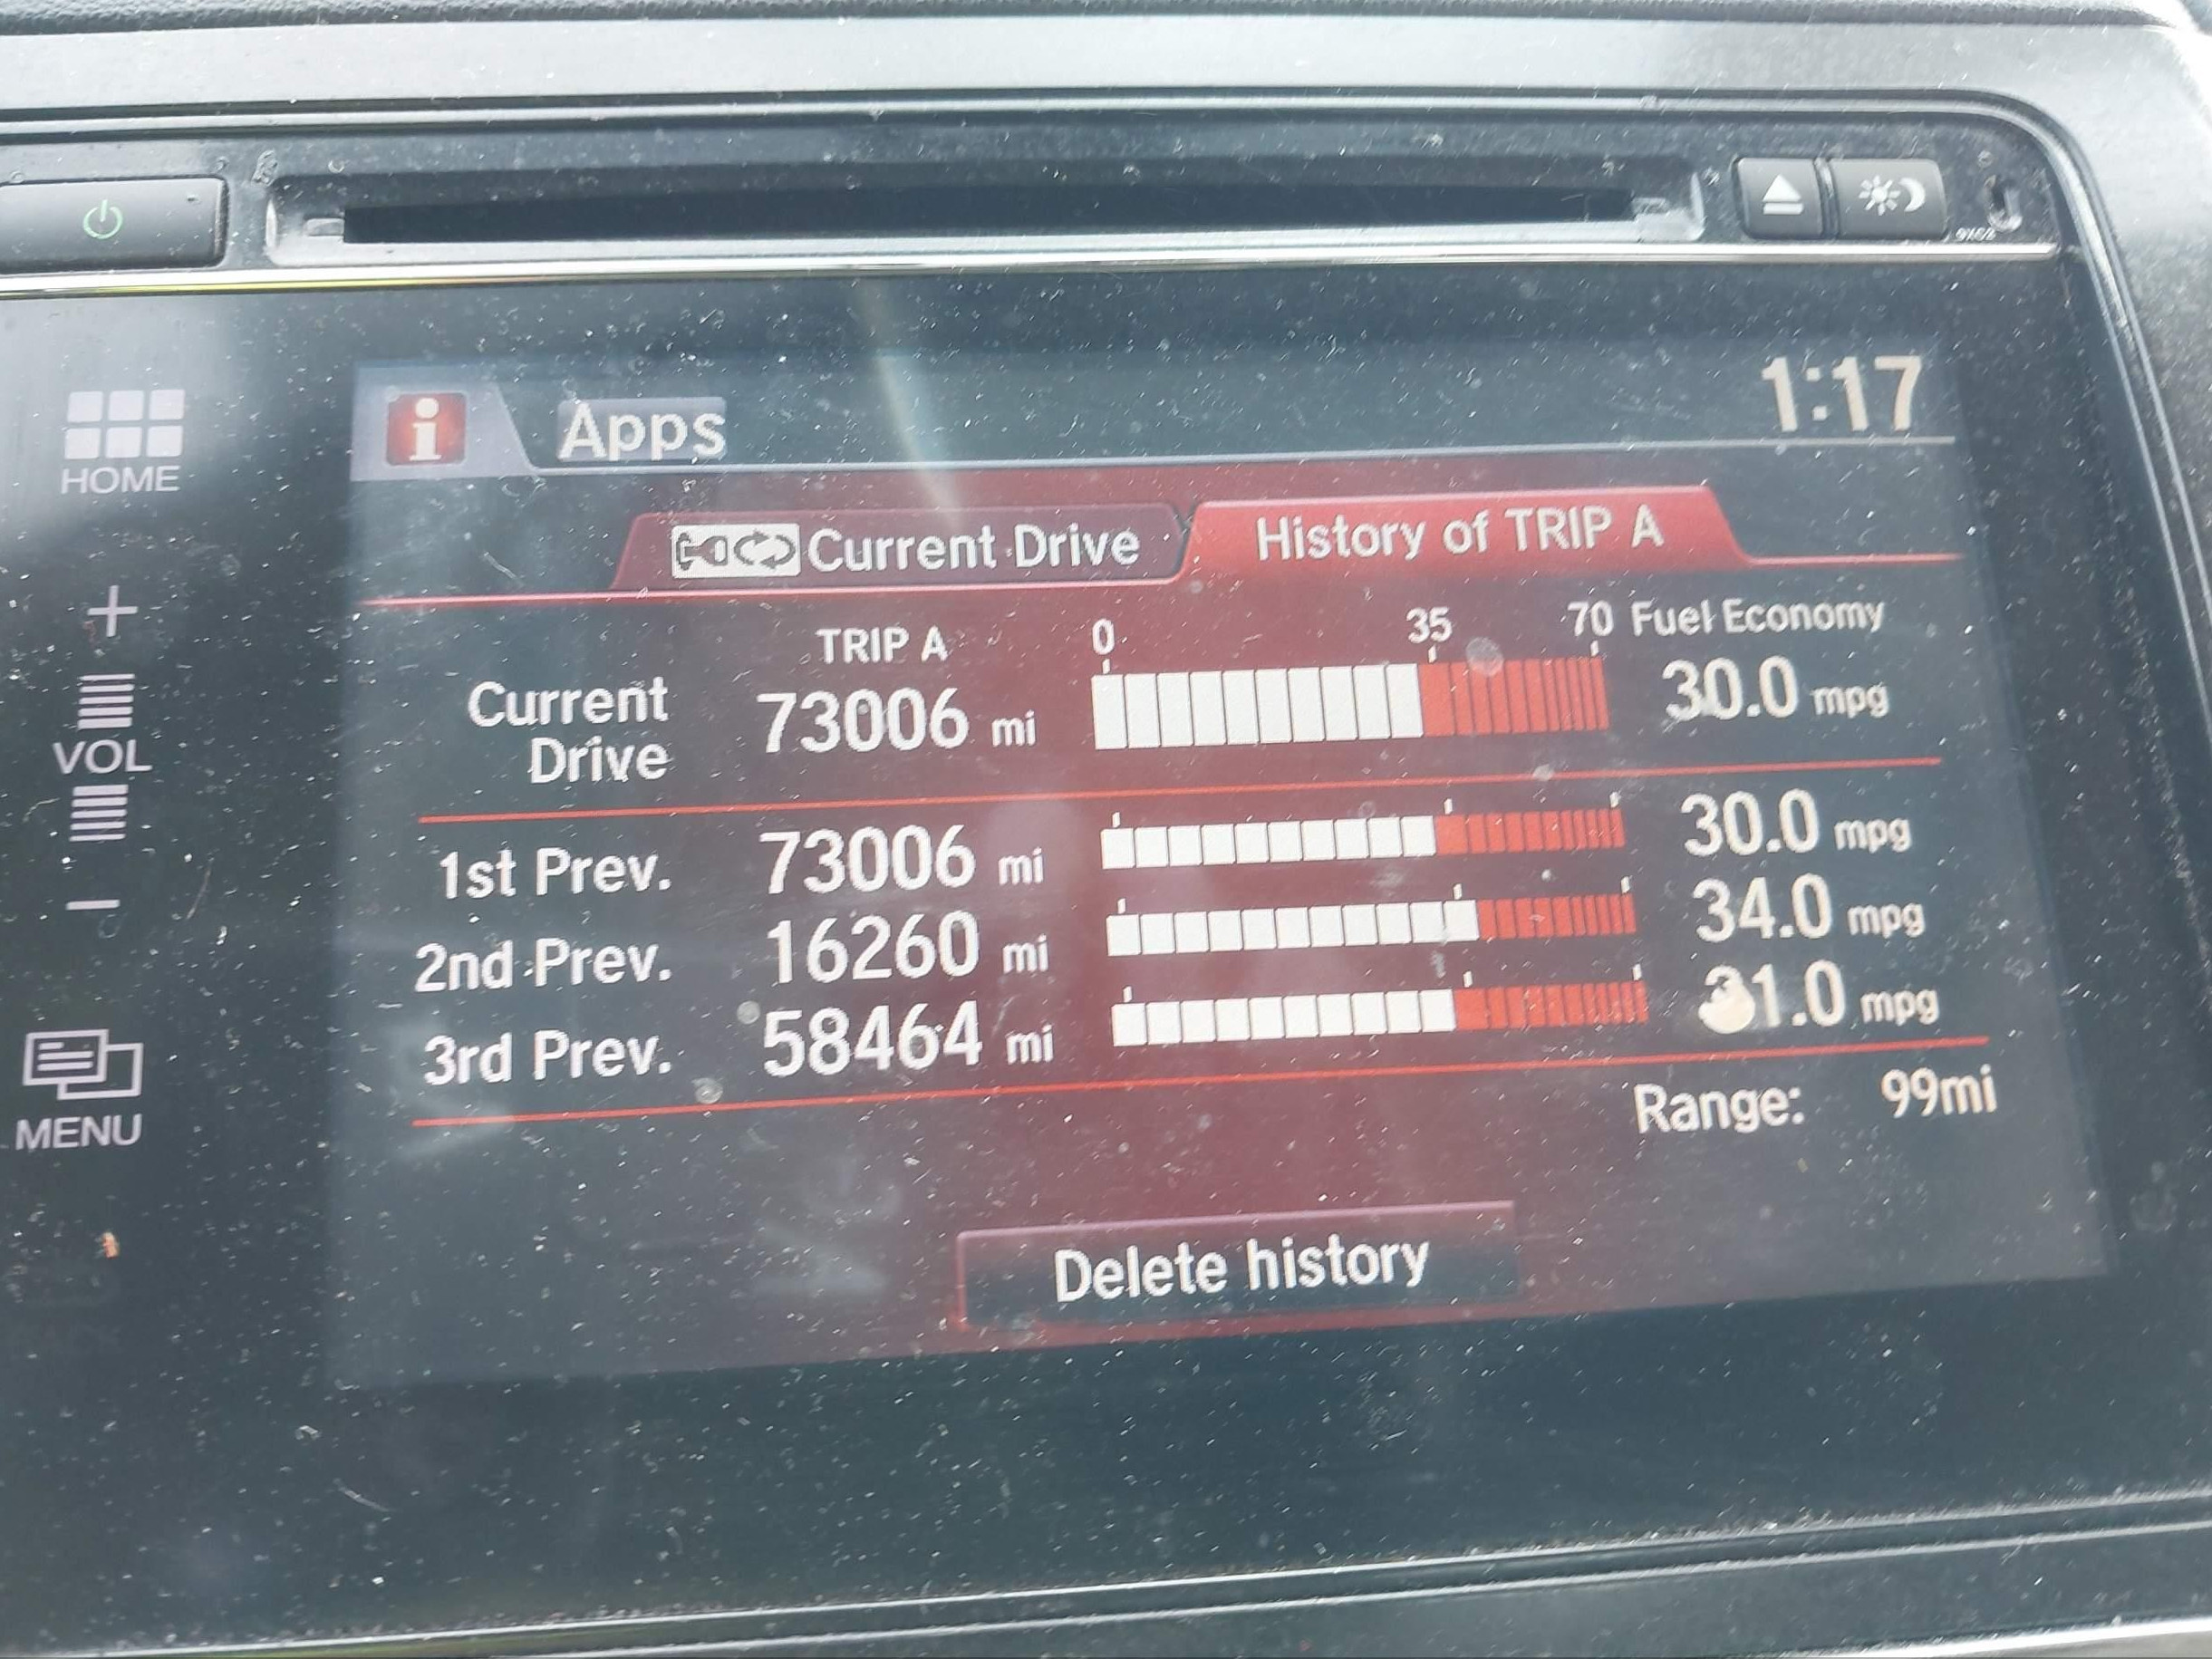 9XC2
HOME
+
VOL
−
MENU
i Apps 1:17
Current Drive History of TRIP A
TRIP A 0 35 70 Fuel Economy
Current Drive 73006 mi 30.0 mpg
1st Prev. 73006 mi 30.0 mpg
2nd Prev. 16260 mi 34.0 mpg
3rd Prev. 58464 mi 31.0 mpg
Range: 99mi
Delete history